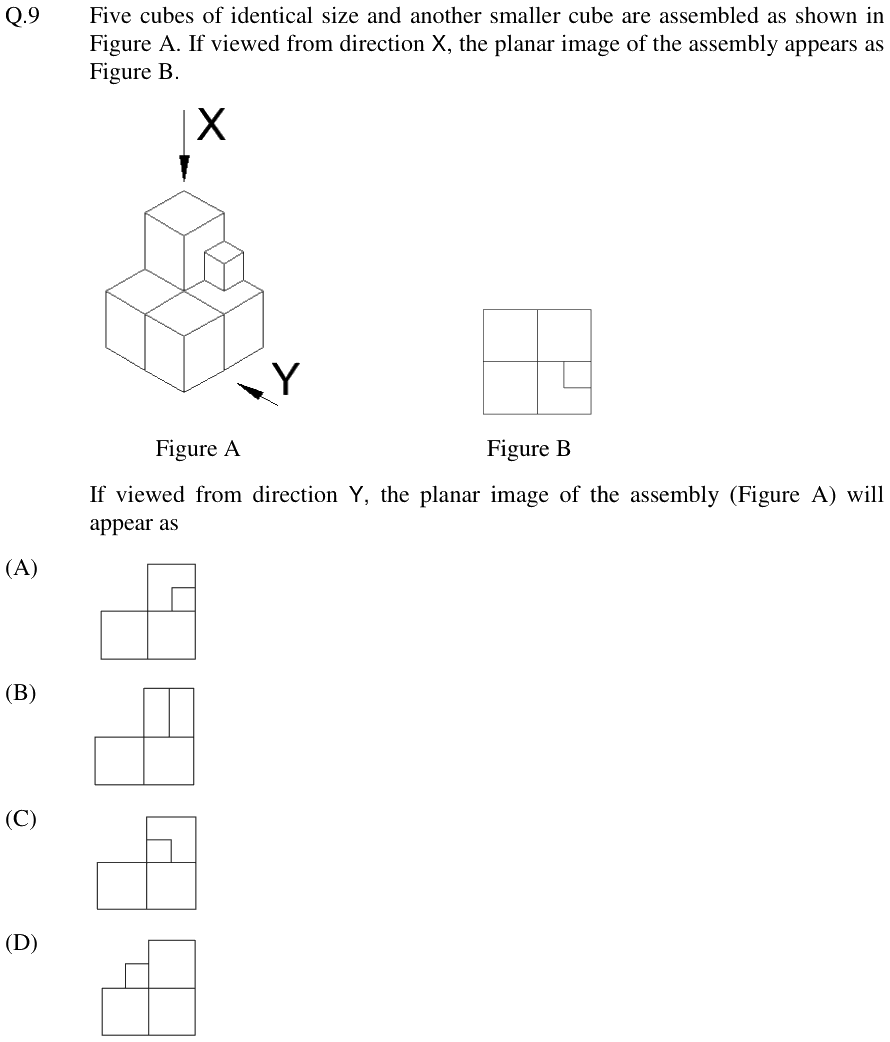 Q.9 Five cubes of identical size and another smaller cube are assembled as shown in
Figure A. If viewed from direction X, the planar image of the assembly appears as
Figure B.
X
Y
Figure A
Figure B
If viewed from direction Y, the planar image of the assembly (Figure A) will
appear as
(A)
(B)
(C)
(D)